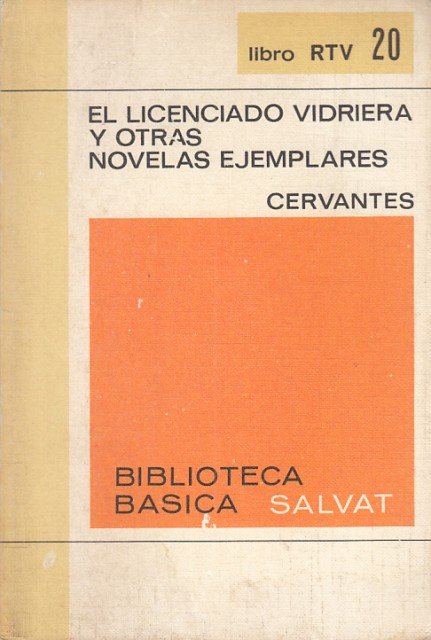 libro RTV 20
EL LICENCIADO VIDRIERA
Y OTRAS
NOVELAS EJEMPLARES
CERVANTES
BIBLIOTECA
BASICA SALVAT